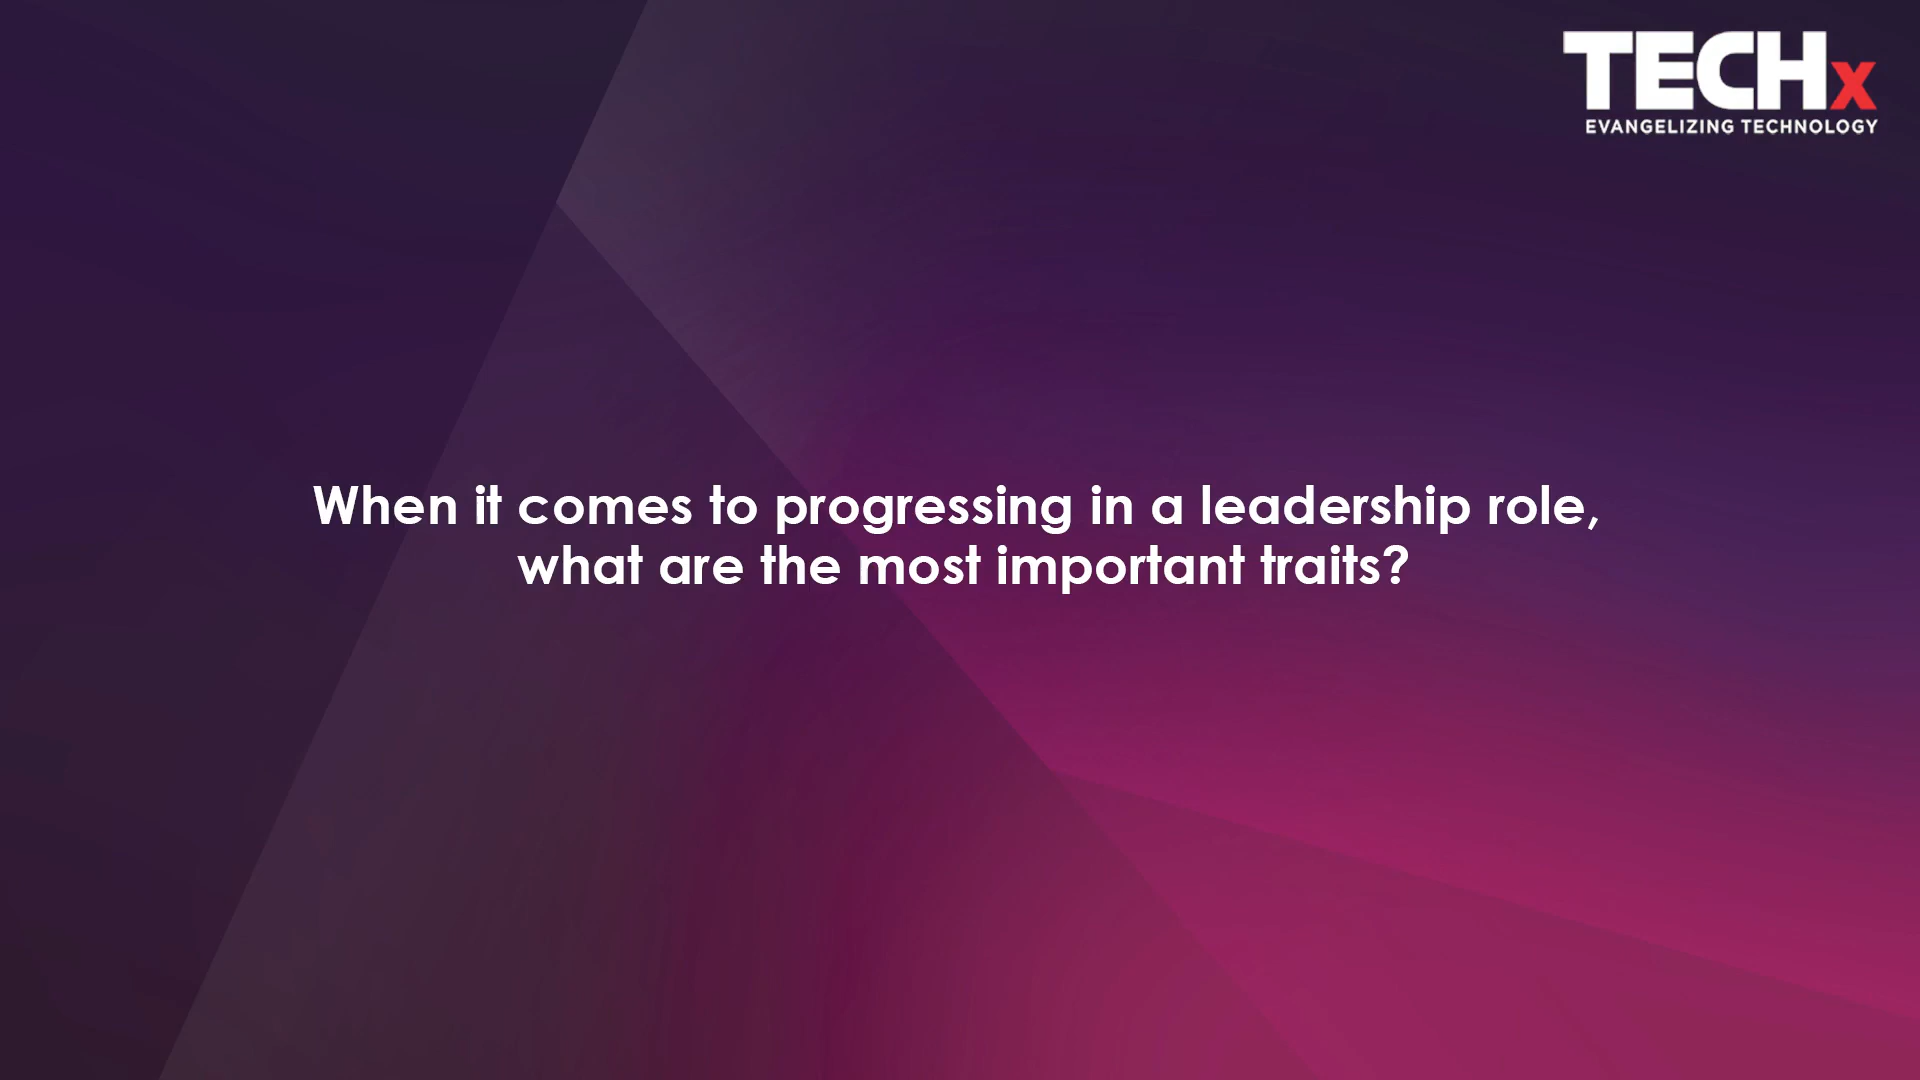 TECHx
EVANGELIZING TECHNOLOGY
When it comes to progressing in a leadership role,
what are the most important traits?